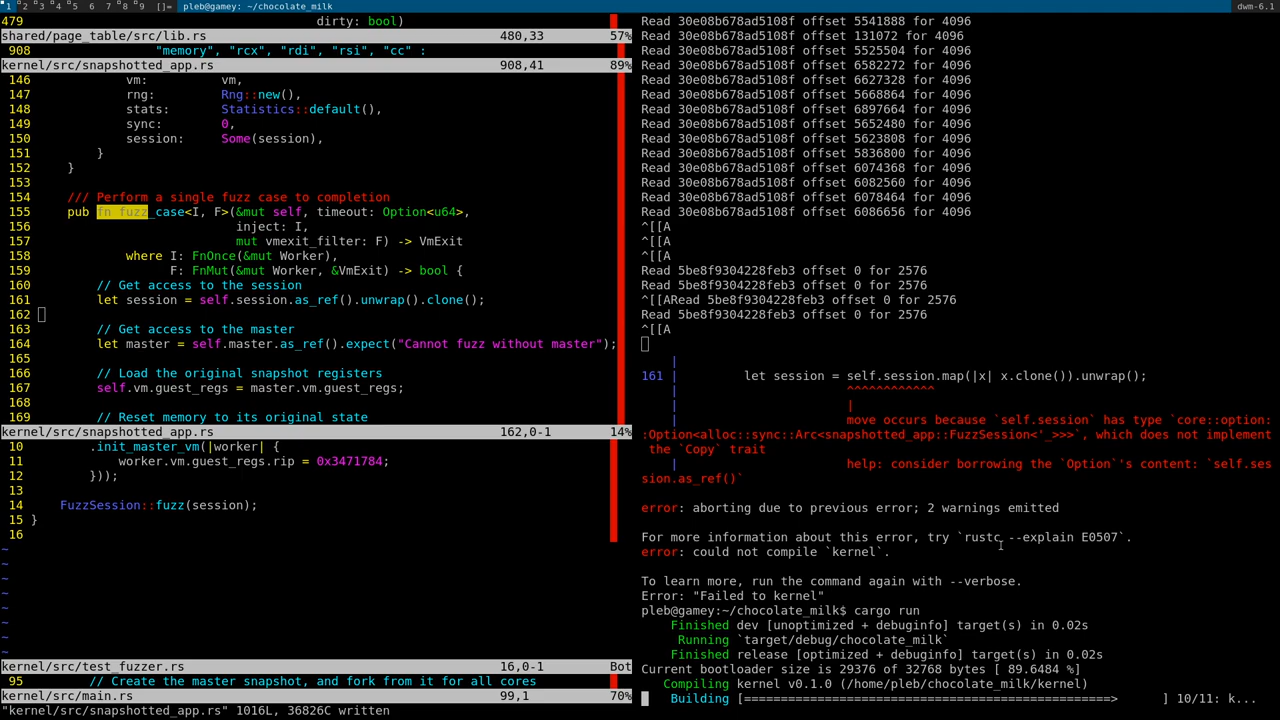 1 2 3 4 5 6 7 8 9 []= pleb@gamey: ~/chocolate_milk dwm-6.1
479 dirty: bool)
shared/page_table/src/lib.rs 480,33 57%
908 "memory", "rcx", "rdi", "rsi", "cc" :
kernel/src/snapshotted_app.rs 908,41 89%
146 vm: vm,
147 rng: Rng::new(),
148 stats: Statistics::default(),
149 sync: 0,
150 session: Some(session),
151 }
152 }
153
154 /// Perform a single fuzz case to completion
155 pub fn fuzz_case<I, F>(&mut self, timeout: Option<u64>,
156 inject: I,
157 mut vmexit_filter: F) -> VmExit
158 where I: FnOnce(&mut Worker),
159 F: FnMut(&mut Worker, &VmExit) -> bool {
160 // Get access to the session
161 let session = self.session.as_ref().unwrap().clone();
162
163 // Get access to the master
164 let master = self.master.as_ref().expect("Cannot fuzz without master");
165
166 // Load the original snapshot registers
167 self.vm.guest_regs = master.vm.guest_regs;
168
169 // Reset memory to its original state
kernel/src/snapshotted_app.rs 162,0-1 14%
10 .init_master_vm(|worker| {
11 worker.vm.guest_regs.rip = 0x3471784;
12 }));
13
14 FuzzSession::fuzz(session);
15 }
16
~
~
~
~
~
~
~
~
kernel/src/test_fuzzer.rs 16,0-1 Bot
95 // Create the master snapshot, and fork from it for all cores
kernel/src/main.rs 99,1 70%
"kernel/src/snapshotted_app.rs" 1016L, 36826C written
Read 30e08b678ad5108f offset 5541888 for 4096
Read 30e08b678ad5108f offset 131072 for 4096
Read 30e08b678ad5108f offset 5525504 for 4096
Read 30e08b678ad5108f offset 6582272 for 4096
Read 30e08b678ad5108f offset 6627328 for 4096
Read 30e08b678ad5108f offset 5668864 for 4096
Read 30e08b678ad5108f offset 6897664 for 4096
Read 30e08b678ad5108f offset 5652480 for 4096
Read 30e08b678ad5108f offset 5623808 for 4096
Read 30e08b678ad5108f offset 5836800 for 4096
Read 30e08b678ad5108f offset 6074368 for 4096
Read 30e08b678ad5108f offset 6082560 for 4096
Read 30e08b678ad5108f offset 6078464 for 4096
Read 30e08b678ad5108f offset 6086656 for 4096
^[[A
^[[A
^[[A
Read 5be8f9304228feb3 offset 0 for 2576
Read 5be8f9304228feb3 offset 0 for 2576
^[[ARead 5be8f9304228feb3 offset 0 for 2576
Read 5be8f9304228feb3 offset 0 for 2576
^[[A
|
161 | let session = self.session.map(|x| x.clone()).unwrap();
| ^^^^^^^^^^^^
| |
| move occurs because `self.session` has type `core::option:
:Option<alloc::sync::Arc<snapshotted_app::FuzzSession<'_>>>`, which does not implement
the `Copy` trait
| help: consider borrowing the `Option`'s content: `self.ses
sion.as_ref()`
error: aborting due to previous error; 2 warnings emitted
For more information about this error, try `rustc --explain E0507`.
error: could not compile `kernel`.
To learn more, run the command again with --verbose.
Error: "Failed to kernel"
pleb@gamey:~/chocolate_milk$ cargo run
Finished dev [unoptimized + debuginfo] target(s) in 0.02s
Running `target/debug/chocolate_milk`
Finished release [optimized + debuginfo] target(s) in 0.02s
Current bootloader size is 29376 of 32768 bytes [ 89.6484 %]
Compiling kernel v0.1.0 (/home/pleb/chocolate_milk/kernel)
Building [===================================================> ] 10/11: k...